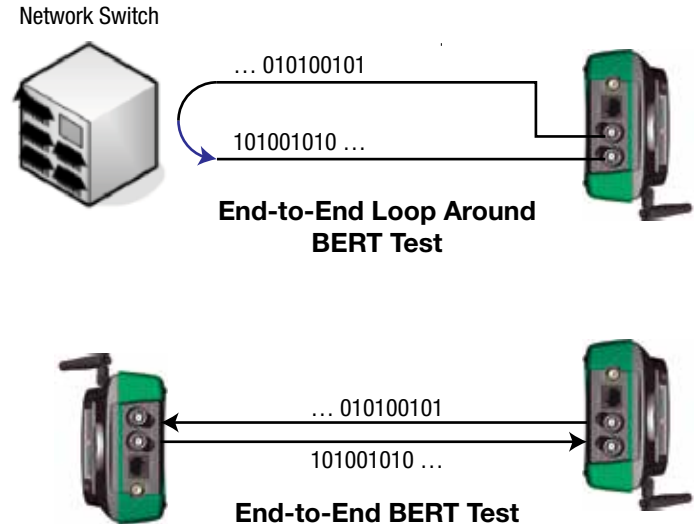 Network Switch
… 010100101
101001010 …
End-to-End Loop Around
BERT Test
… 010100101
101001010 …
End-to-End BERT Test